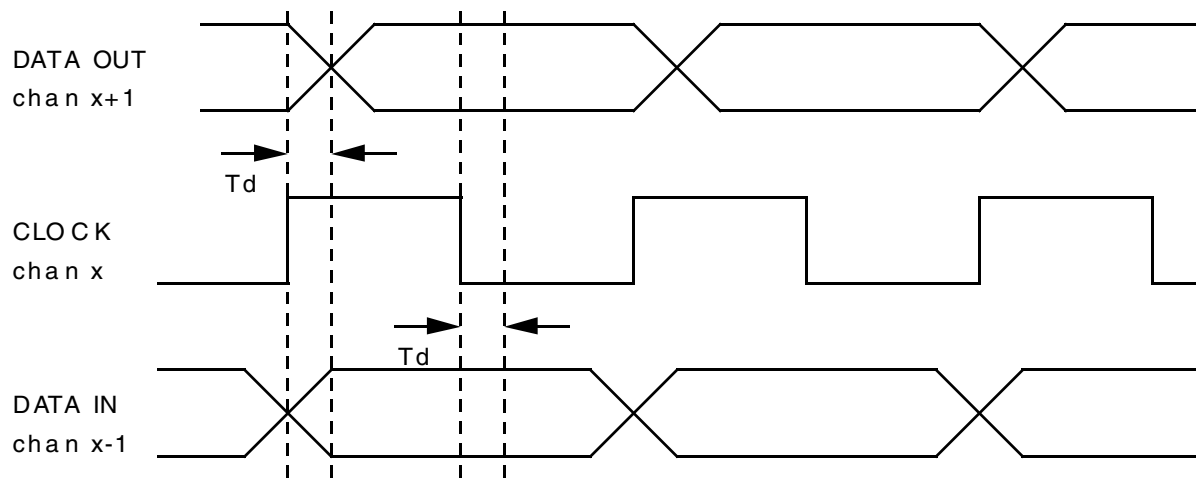 DATA OUT
chan x+1
Td
CLOCK
chan x
Td
DATA IN
chan x-1